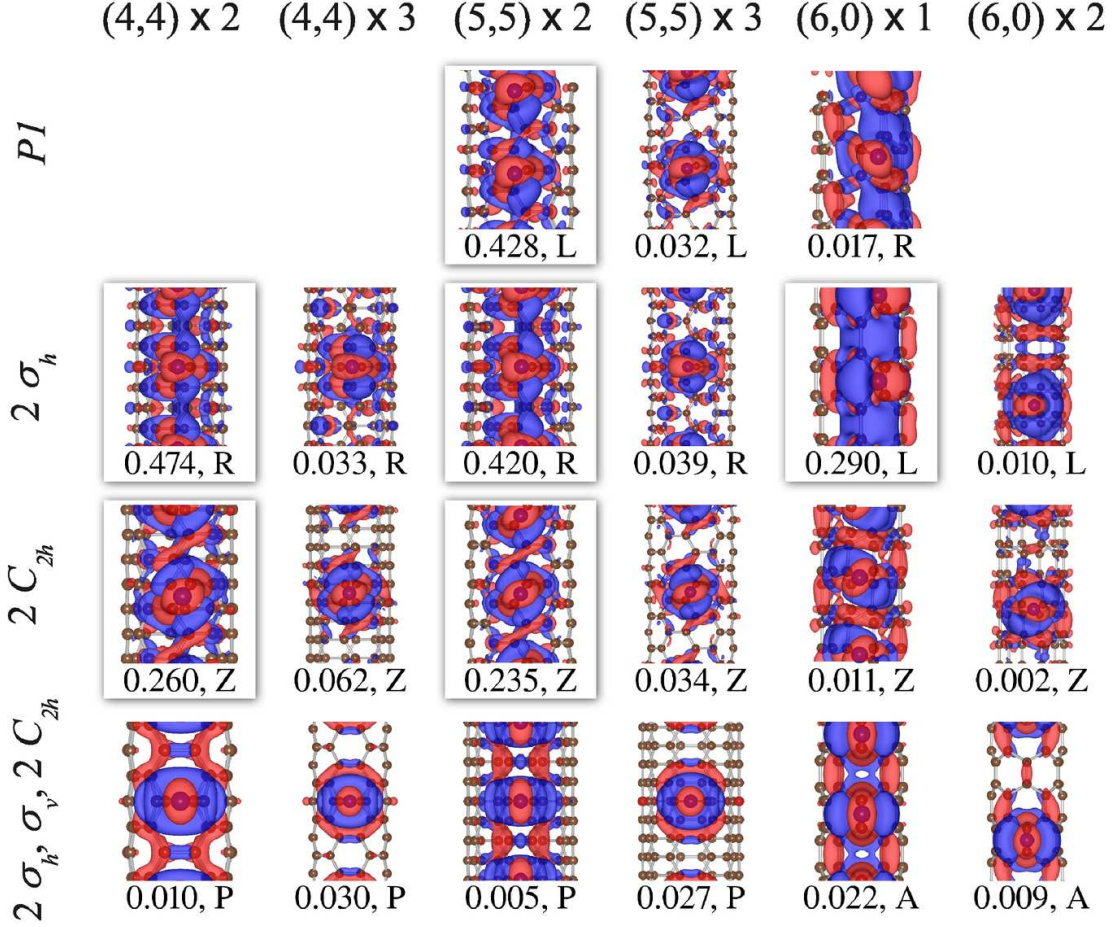 (4,4) x 2 (4,4) x 3 (5,5) x 2 (5,5) x 3 (6,0) x 1 (6,0) x 2
P1
0.428, L 0.032, L 0.017, R
2 σh
0.474, R 0.033, R 0.420, R 0.039, R 0.290, L 0.010, L
2 C2h
0.260, Z 0.062, Z 0.235, Z 0.034, Z 0.011, Z 0.002, Z
2 σh, σv, 2 C2h
0.010, P 0.030, P 0.005, P 0.027, P 0.022, A 0.009, A